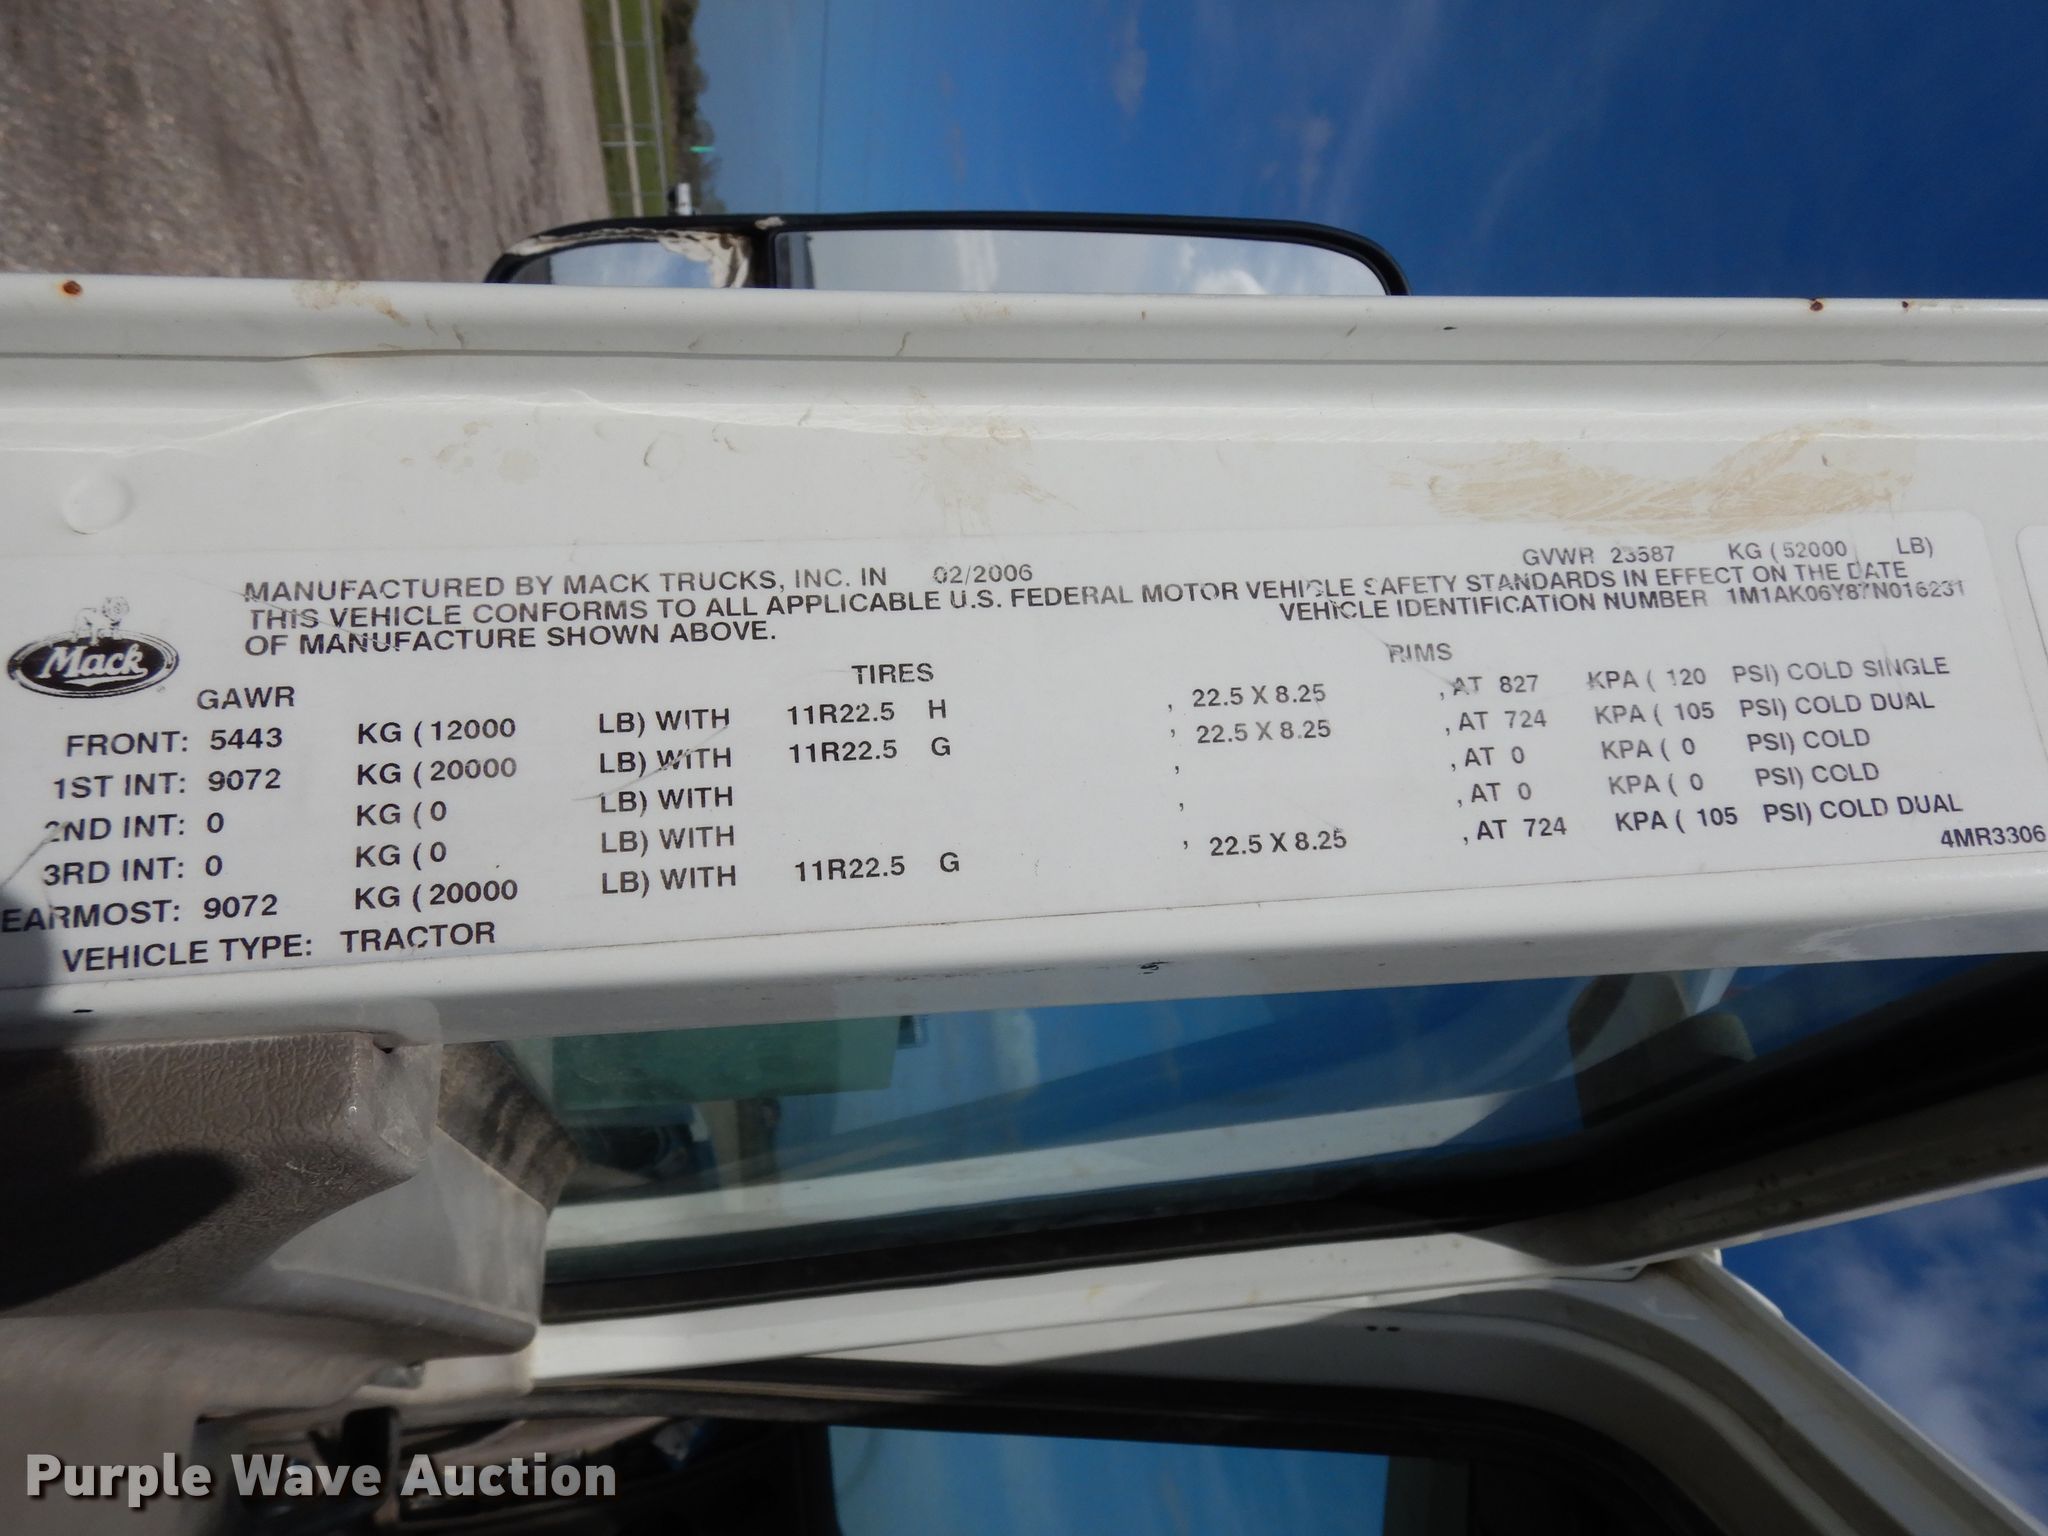 GVWR 23587 KG ( 52000 LB)
MANUFACTURED BY MACK TRUCKS, INC. IN 02/2006
THIS VEHICLE CONFORMS TO ALL APPLICABLE U.S. FEDERAL MOTOR VEHICLE SAFETY STANDARDS IN EFFECT ON THE DATE
OF MANUFACTURE SHOWN ABOVE.
VEHICLE IDENTIFICATION NUMBER 1M1AK06Y87N016231
Mack
GAWR TIRES RIMS
FRONT: 5443 KG ( 12000 LB) WITH 11R22.5 H , 22.5 X 8.25 , AT 827 KPA ( 120 PSI) COLD SINGLE
1ST INT: 9072 KG ( 20000 LB) WITH 11R22.5 G , 22.5 X 8.25 , AT 724 KPA ( 105 PSI) COLD DUAL
2ND INT: 0 KG ( 0 LB) WITH , , AT 0 KPA ( 0 PSI) COLD
3RD INT: 0 KG ( 0 LB) WITH , , AT 0 KPA ( 0 PSI) COLD
EARMOST: 9072 KG ( 20000 LB) WITH 11R22.5 G , 22.5 X 8.25 , AT 724 KPA ( 105 PSI) COLD DUAL
VEHICLE TYPE: TRACTOR
4MR3306
Purple Wave Auction